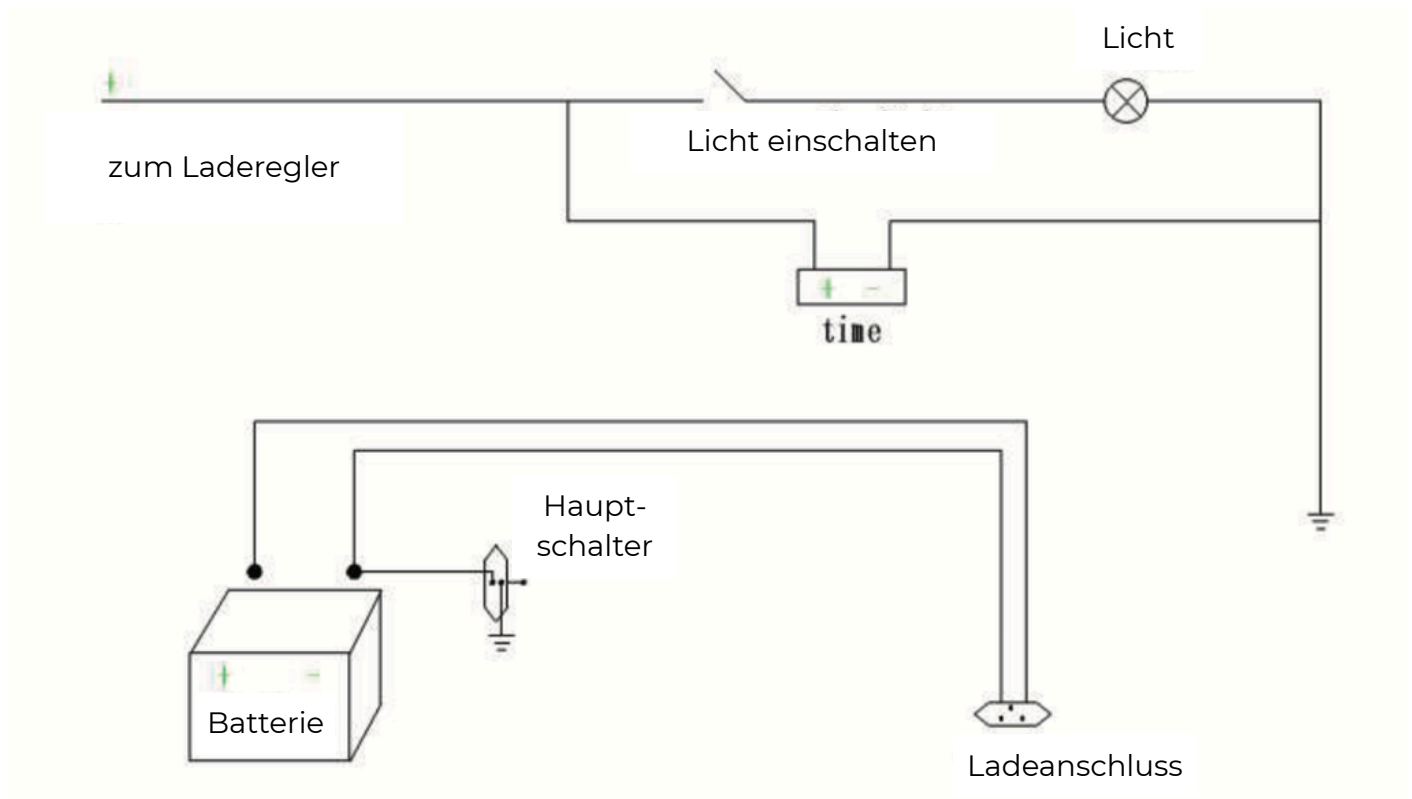 Licht
+
Licht einschalten
zum Laderegler
+ -
time
Haupt-
schalter
+ -
Batterie
Ladeanschluss